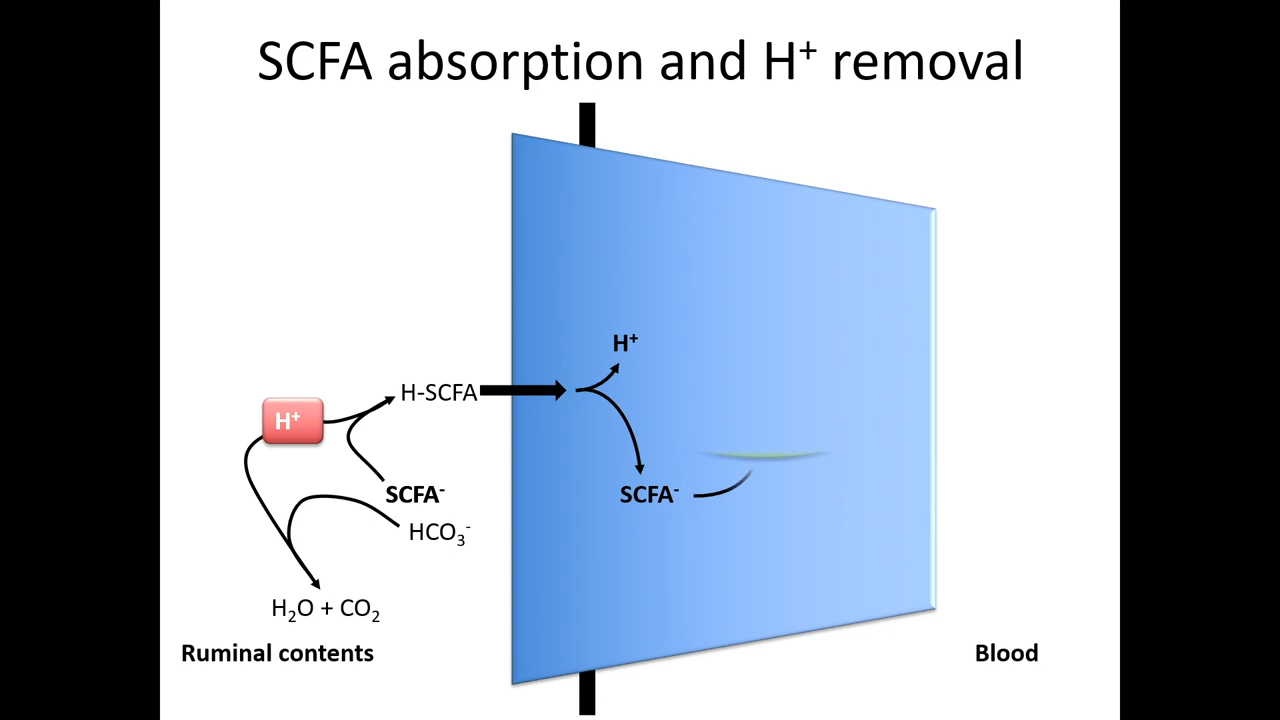 SCFA absorption and H⁺ removal
H⁺
H-SCFA
H⁺
SCFA⁻
SCFA⁻
HCO₃⁻
H₂O + CO₂
Ruminal contents
Blood